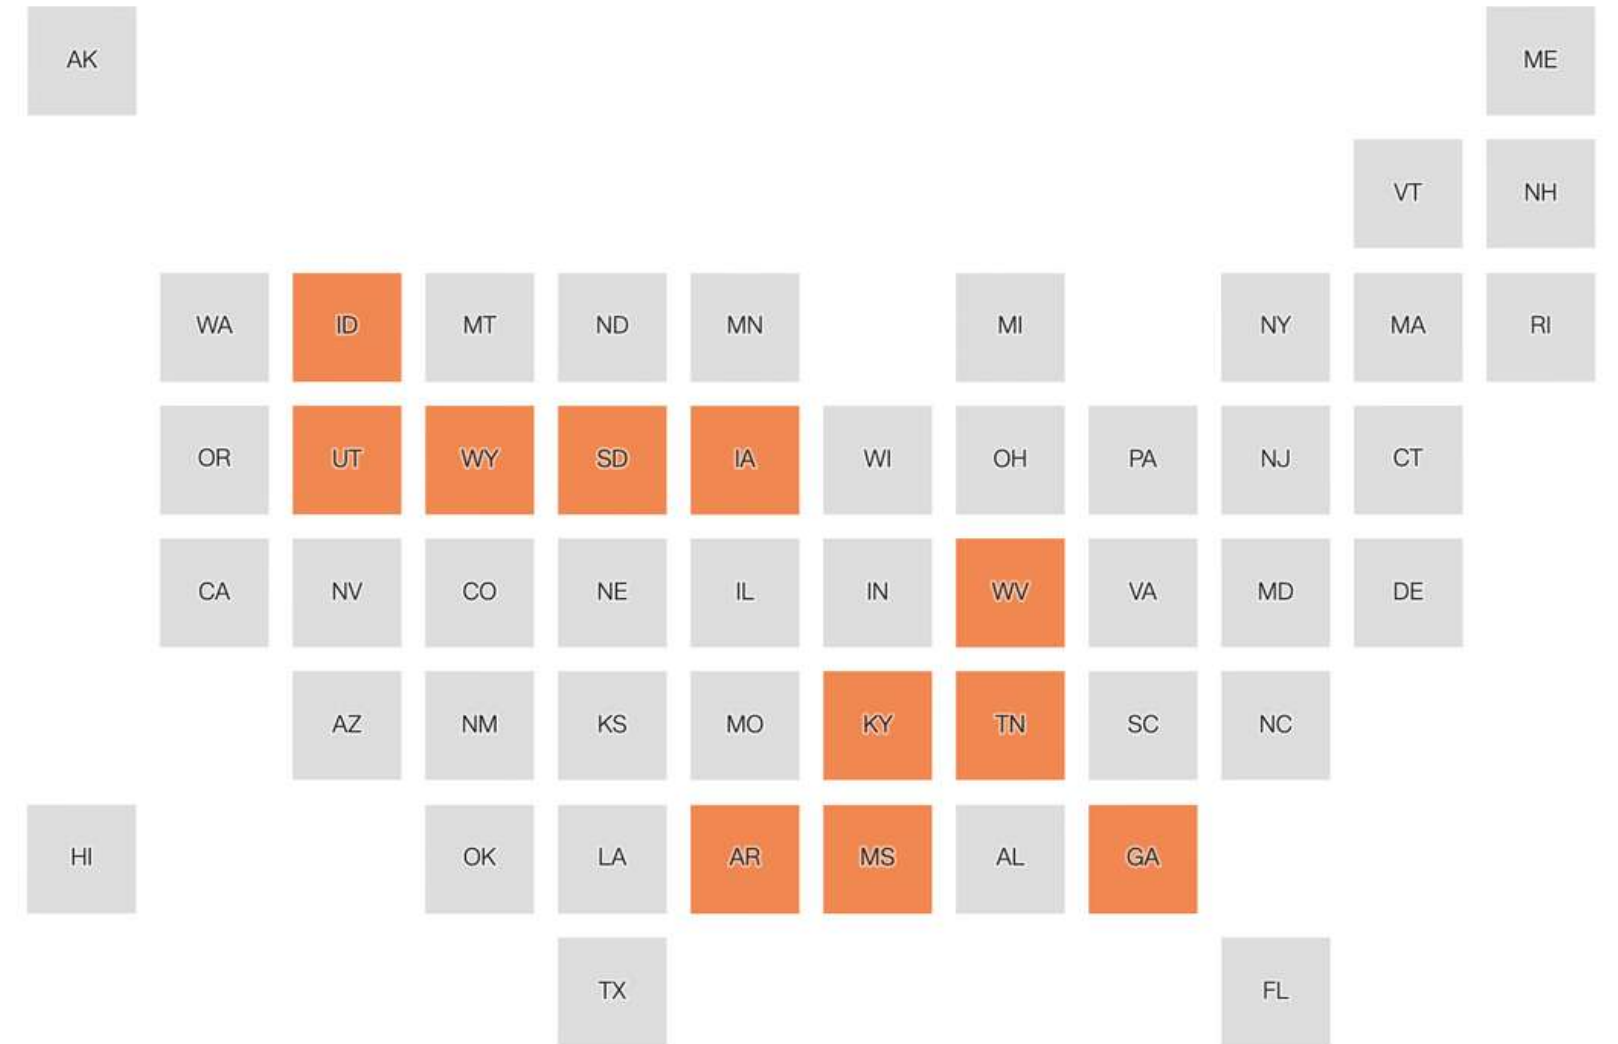 AK ME
VT NH
WA ID MT ND MN MI NY MA RI
OR UT WY SD IA WI OH PA NJ CT
CA NV CO NE IL IN WV VA MD DE
AZ NM KS MO KY TN SC NC
HI OK LA AR MS AL GA
TX FL